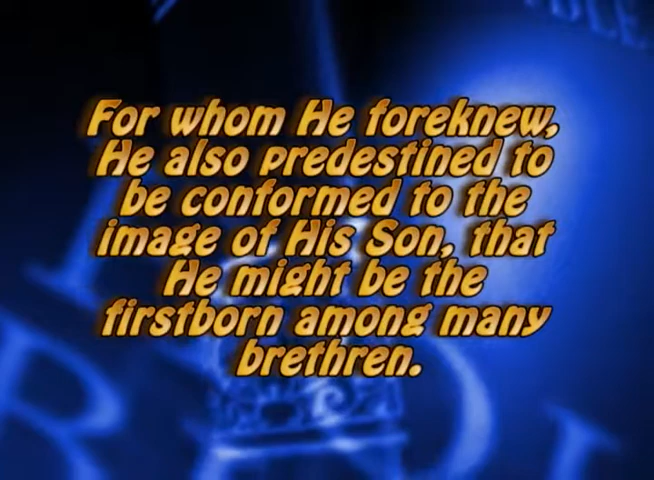 For whom He foreknew,
He also predestined to
be conformed to the
image of His Son, that
He might be the
firstborn among many
brethren.